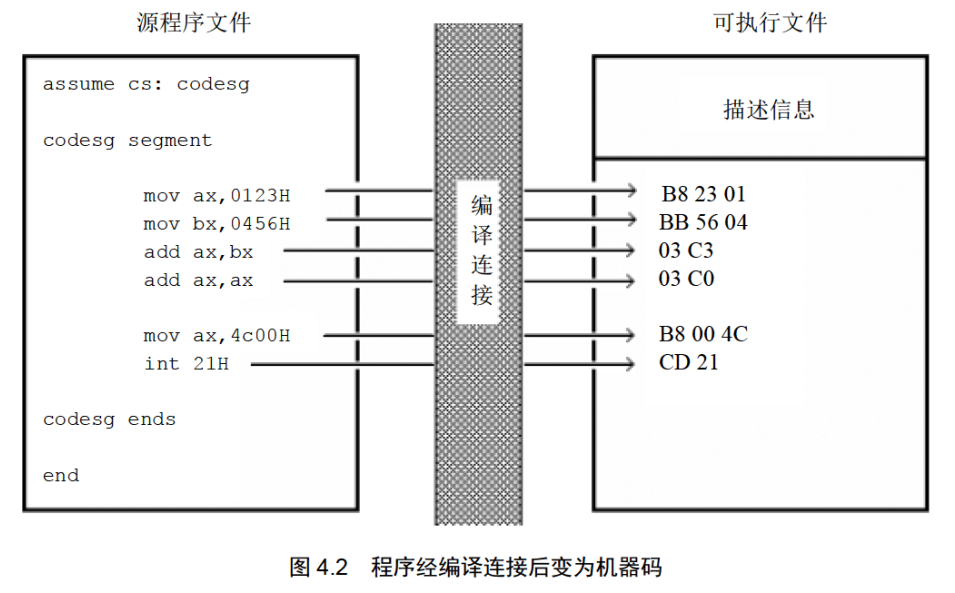 源程序文件
可执行文件
assume cs: codesg
codesg segment
mov ax,0123H
mov bx,0456H
add ax,bx
add ax,ax
mov ax,4c00H
int 21H
codesg ends
end
编译连接
描述信息
B8 23 01
BB 56 04
03 C3
03 C0
B8 00 4C
CD 21
图 4.2 程序经编译连接后变为机器码